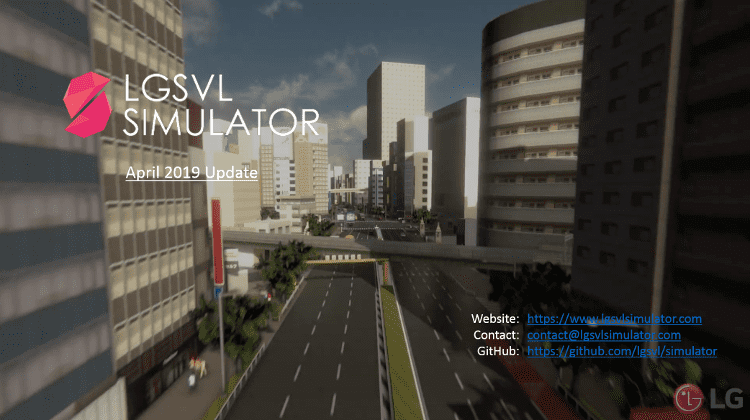 LGSVL
SIMULATOR
April 2019 Update
Website: https://www.lgsvlsimulator.com
Contact: contact@lgsvlsimulator.com
GitHub: https://github.com/lgsvl/simulator
LG